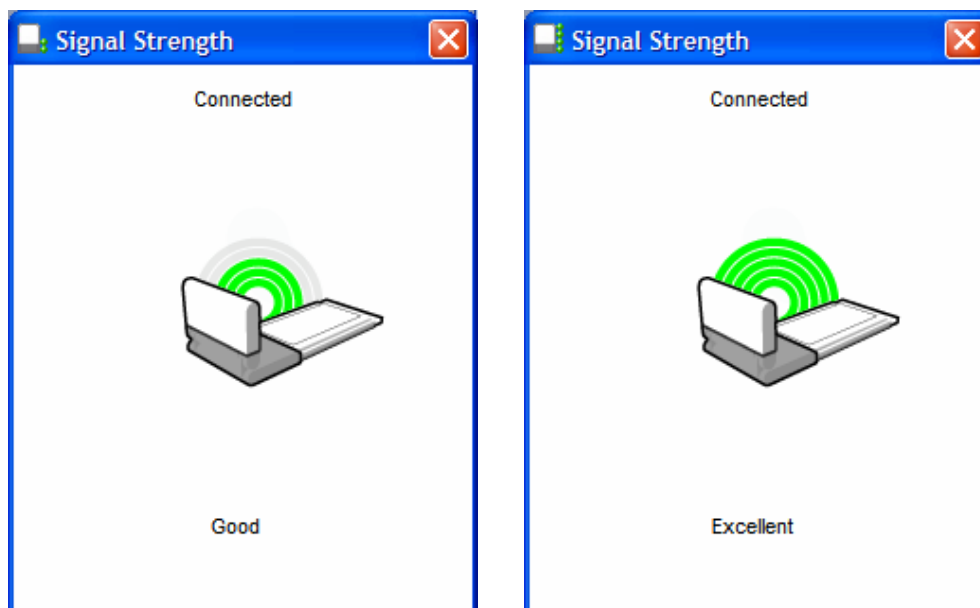 Signal Strength
Connected
Good
Signal Strength
Connected
Excellent